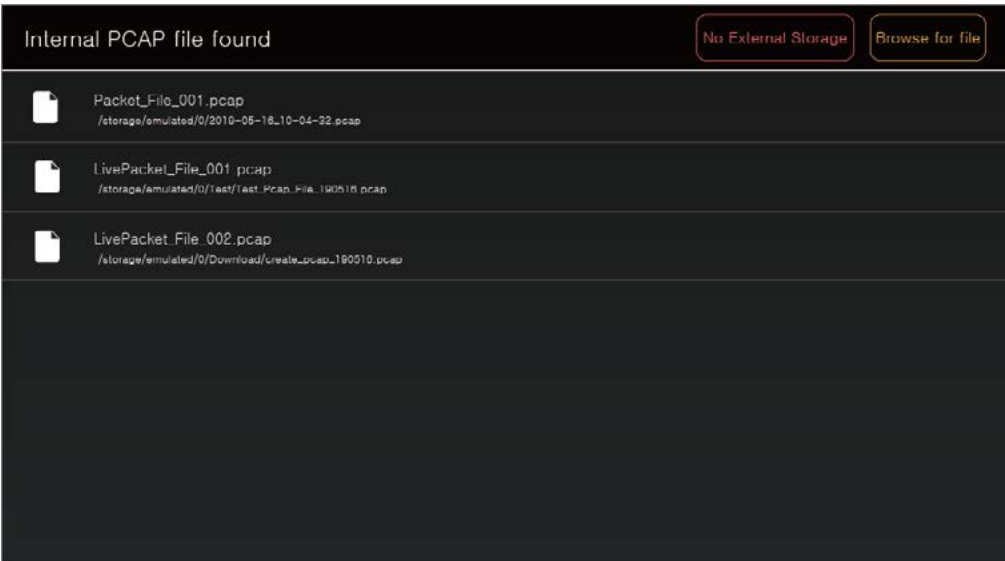 Internal PCAP file found
No External Storage
Browse for file
Packet_File_001.pcap
/storage/emulated/0/2019-05-16_10-04-32.pcap
LivePacket_File_001.pcap
/storage/emulated/0/Test/Test_Pcap_File_190516.pcap
LivePacket_File_002.pcap
/storage/emulated/0/Download/create_pcap_190516.pcap